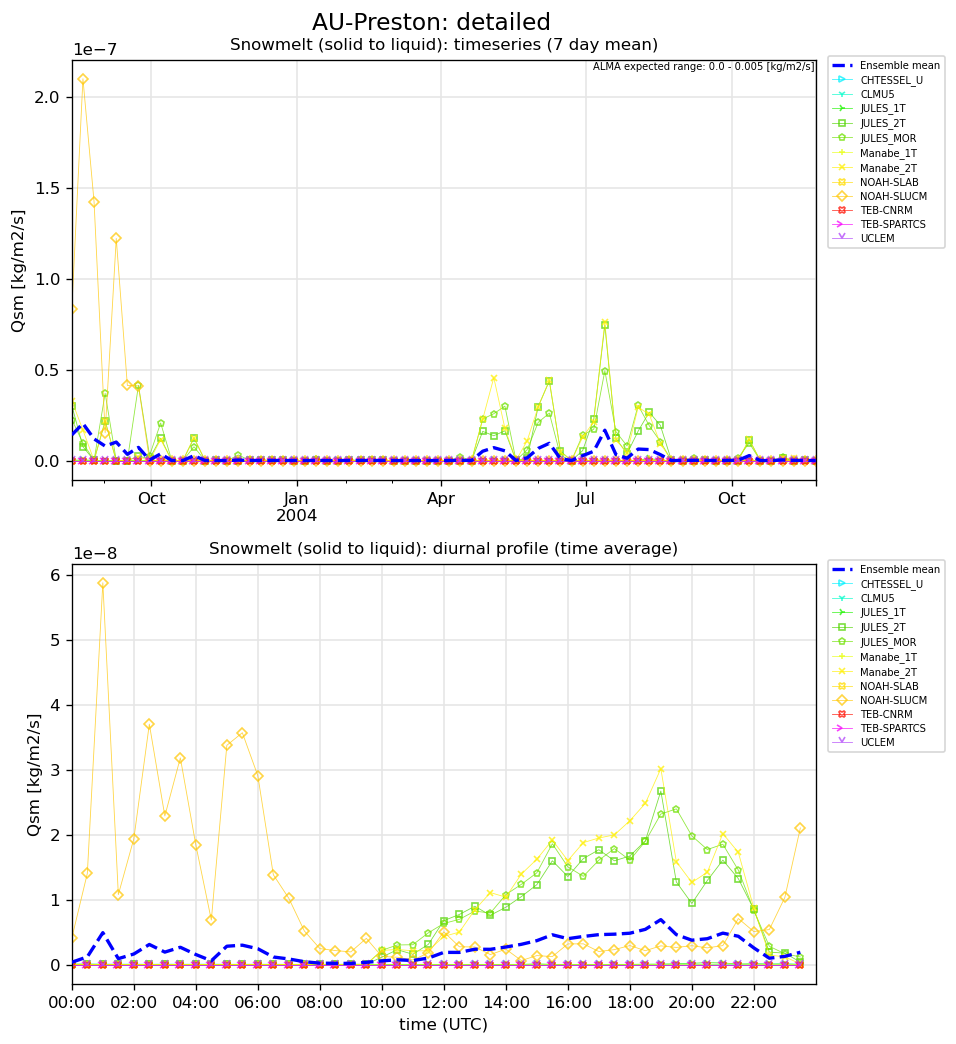 AU-Preston: detailed
Snowmelt (solid to liquid): timeseries (7 day mean)
1e−7
ALMA expected range: 0.0 - 0.005 [kg/m2/s]
2.0
1.5
1.0
0.5
0.0
Qsm [kg/m2/s]
Oct
Jan
2004
Apr
Jul
Oct
Ensemble mean
CHTESSEL_U
CLMU5
JULES_1T
JULES_2T
JULES_MOR
Manabe_1T
Manabe_2T
NOAH-SLAB
NOAH-SLUCM
TEB-CNRM
TEB-SPARTCS
UCLEM
Snowmelt (solid to liquid): diurnal profile (time average)
1e−8
6
5
4
3
2
1
0
Qsm [kg/m2/s]
00:00
02:00
04:00
06:00
08:00
10:00
12:00
14:00
16:00
18:00
20:00
22:00
time (UTC)
Ensemble mean
CHTESSEL_U
CLMU5
JULES_1T
JULES_2T
JULES_MOR
Manabe_1T
Manabe_2T
NOAH-SLAB
NOAH-SLUCM
TEB-CNRM
TEB-SPARTCS
UCLEM